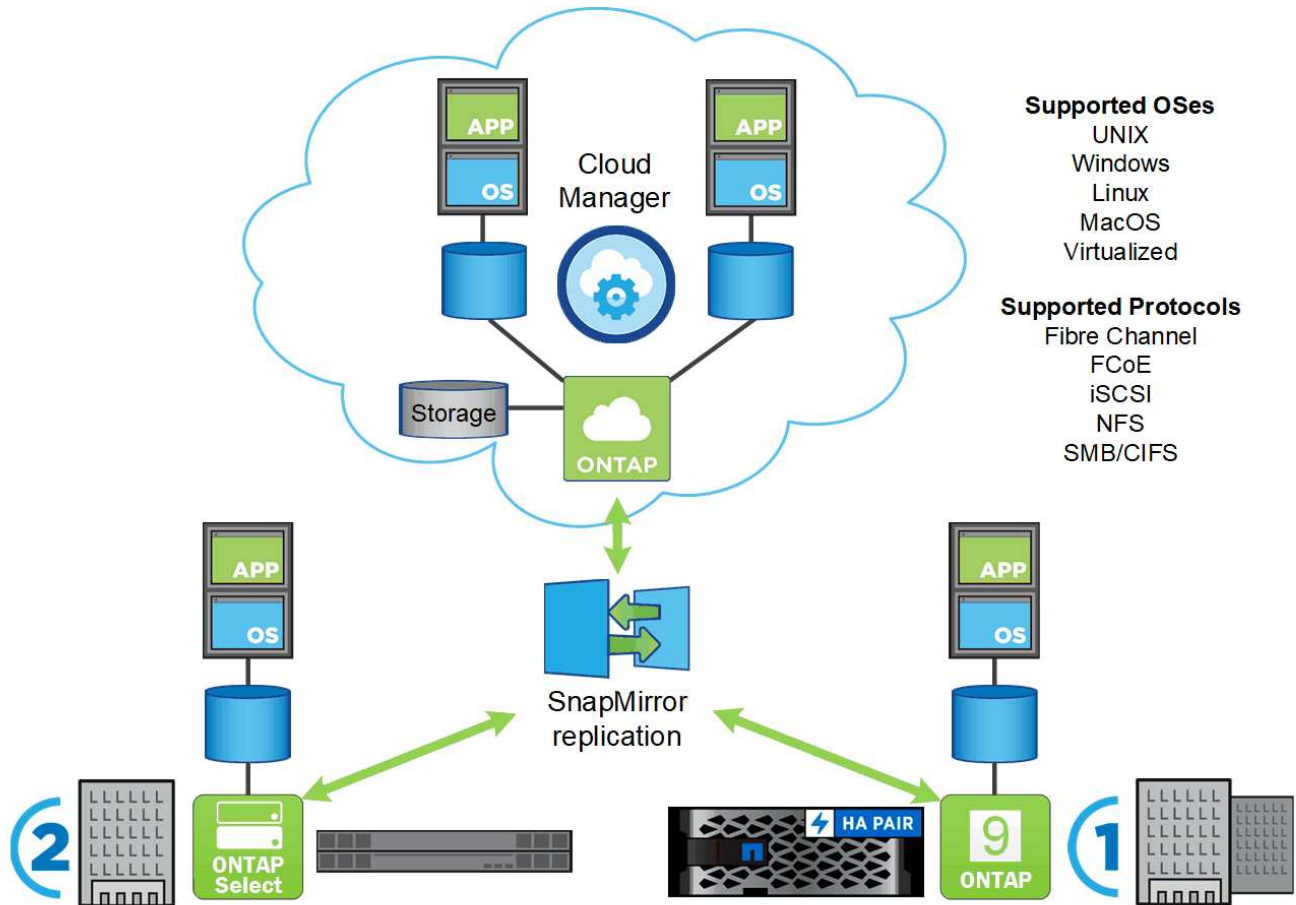 APP
OS
Cloud
Manager
APP
OS
Storage
ONTAP
Supported OSes
UNIX
Windows
Linux
MacOS
Virtualized
Supported Protocols
Fibre Channel
FCoE
iSCSI
NFS
SMB/CIFS
APP
OS
SnapMirror
replication
APP
OS
2
ONTAP
Select
HA PAIR
9
ONTAP
1